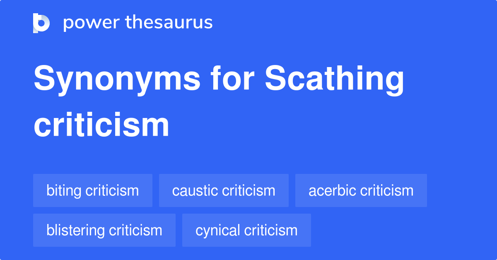 power thesaurus
Synonyms for Scathing
criticism
biting criticism caustic criticism acerbic criticism
blistering criticism cynical criticism